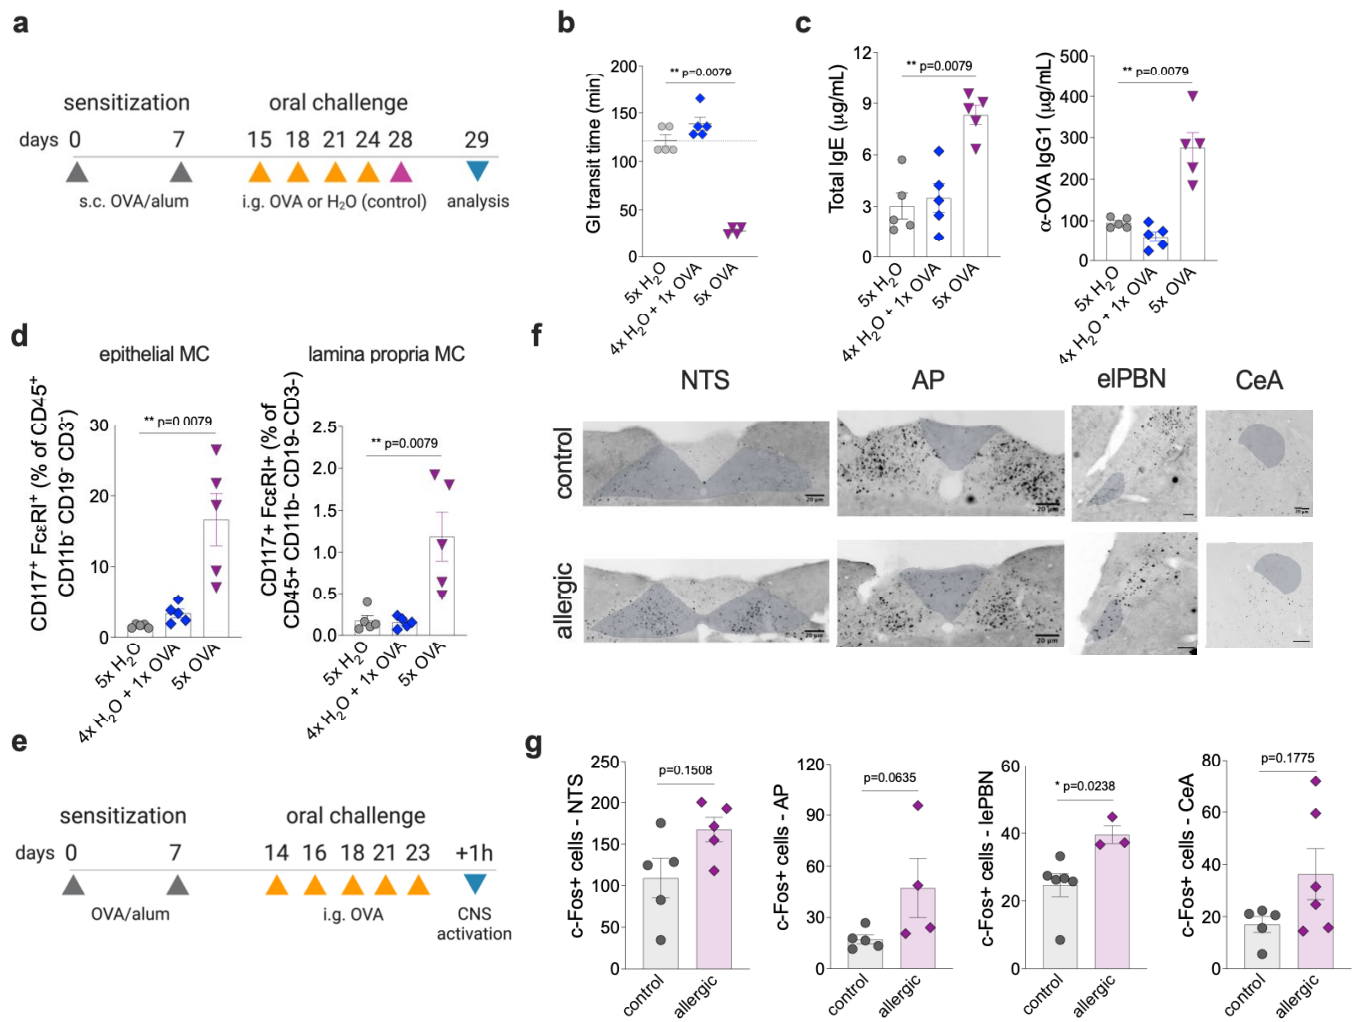 a
sensitization oral challenge
days 0 7 15 18 21 24 28 29
s.c. OVA/alum i.g. OVA or H₂O (control) analysis
b
GI transit time (min)
200
150
100
50
0
** p=0.0079
5x H₂O
4x H₂O + 1x OVA
5x OVA
c
Total IgE (μg/mL)
12
9
6
3
0
** p=0.0079
5x H₂O
4x H₂O + 1x OVA
5x OVA
α-OVA IgG1 (μg/mL)
500
400
300
200
100
0
** p=0.0079
5x H₂O
4x H₂O + 1x OVA
5x OVA
d
epithelial MC
CD117⁺ FcεRI⁺ (% of CD45⁺
CD11b⁻ CD19⁻ CD3⁻)
30
20
10
0
** p=0.0079
5x H₂O
4x H₂O + 1x OVA
5x OVA
lamina propria MC
CD117+ FcεRI+ (% of
CD45+ CD11b- CD19-CD3-)
2.5
2.0
1.5
1.0
0.5
0.0
** p=0.0079
5x H₂O
4x H₂O + 1x OVA
5x OVA
e
sensitization oral challenge
days 0 7 14 16 18 21 23 +1h
OVA/alum i.g. OVA CNS
activation
f
NTS AP elPBN CeA
control
20 μm
20 μm
20 μm
allergic
20 μm
20 μm
g
c-Fos+ cells - NTS
250
200
150
100
50
0
p=0.1508
control
allergic
c-Fos+ cells - AP
120
90
60
30
0
p=0.0635
control
allergic
c-Fos+ cells - lePBN
60
40
20
0
* p=0.0238
control
allergic
c-Fos+ cells - CeA
80
60
40
20
0
p=0.1775
control
allergic